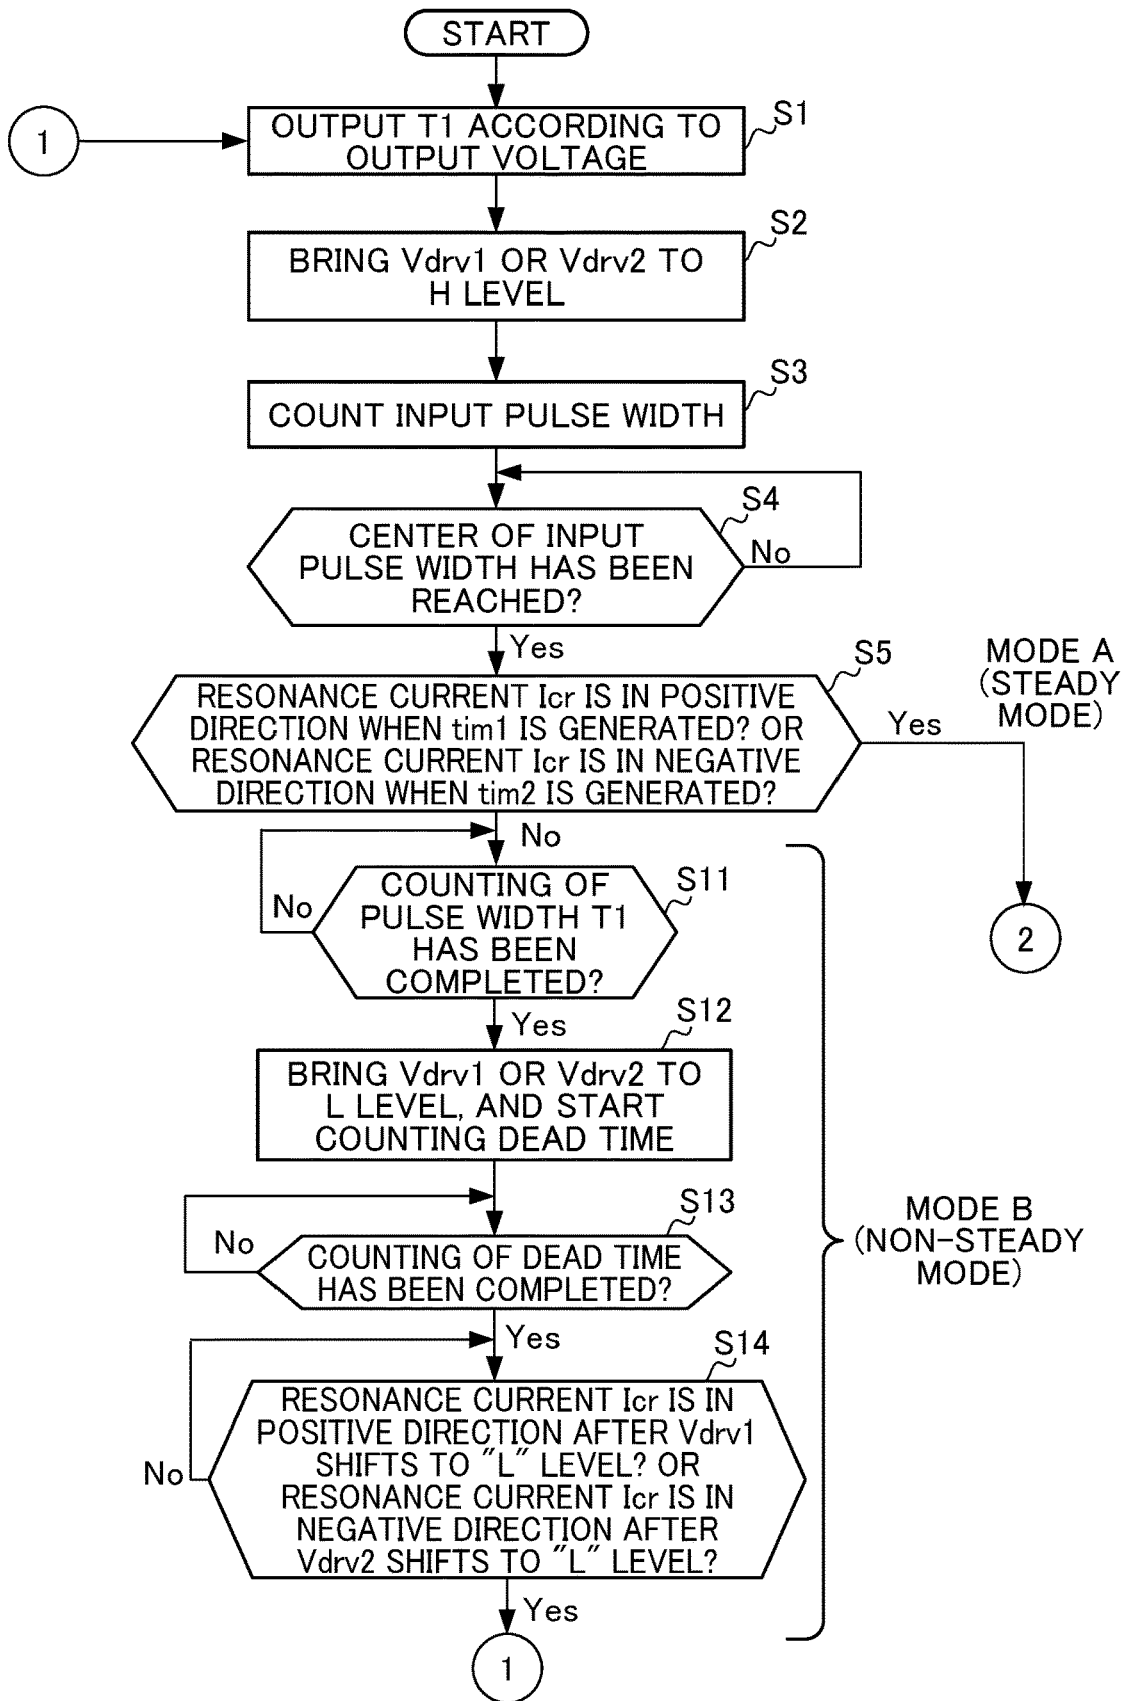 START
1
OUTPUT T1 ACCORDING TO
OUTPUT VOLTAGE
S1
BRING Vdrv1 OR Vdrv2 TO
H LEVEL
S2
COUNT INPUT PULSE WIDTH
S3
CENTER OF INPUT
PULSE WIDTH HAS BEEN
REACHED?
S4
No
Yes
RESONANCE CURRENT Icr IS IN POSITIVE
DIRECTION WHEN tim1 IS GENERATED? OR
RESONANCE CURRENT Icr IS IN NEGATIVE
DIRECTION WHEN tim2 IS GENERATED?
S5
Yes
MODE A
(STEADY
MODE)
2
No
COUNTING OF
PULSE WIDTH T1
HAS BEEN
COMPLETED?
S11
No
Yes
BRING Vdrv1 OR Vdrv2 TO
L LEVEL, AND START
COUNTING DEAD TIME
S12
COUNTING OF DEAD TIME
HAS BEEN COMPLETED?
S13
No
Yes
MODE B
(NON-STEADY
MODE)
RESONANCE CURRENT Icr IS IN
POSITIVE DIRECTION AFTER Vdrv1
SHIFTS TO "L" LEVEL? OR
RESONANCE CURRENT Icr IS IN
NEGATIVE DIRECTION AFTER
Vdrv2 SHIFTS TO "L" LEVEL?
S14
No
Yes
1